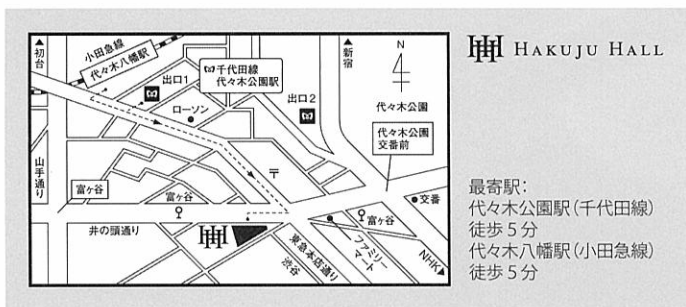 ▲初台
小田急線
代々木八幡駅
千代田線
代々木公園駅
出口1
ローソン
出口2
▲新宿
N
代々木公園
代々木公園
交番前
山手通り
富ヶ谷
富ヶ谷
〒
井の頭通り
東急本店通り
渋谷
ファミリー
マート
富ヶ谷
交番
NHK▲
HAKUJU HALL
最寄駅：
代々木公園駅（千代田線）
徒歩5分
代々木八幡駅（小田急線）
徒歩5分